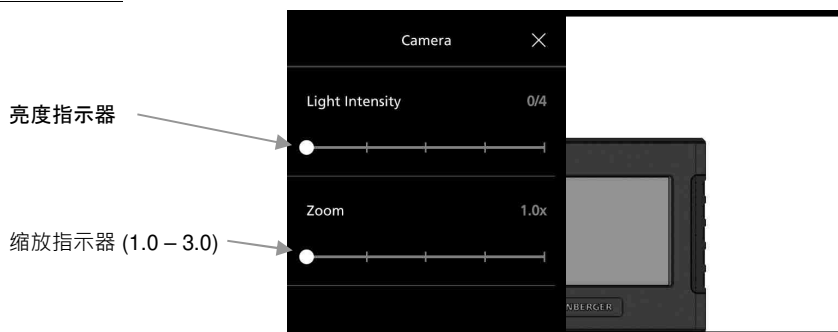 Camera
Light Intensity 0/4
亮度指示器
Zoom 1.0x
缩放指示器 (1.0 – 3.0)
NBERGER